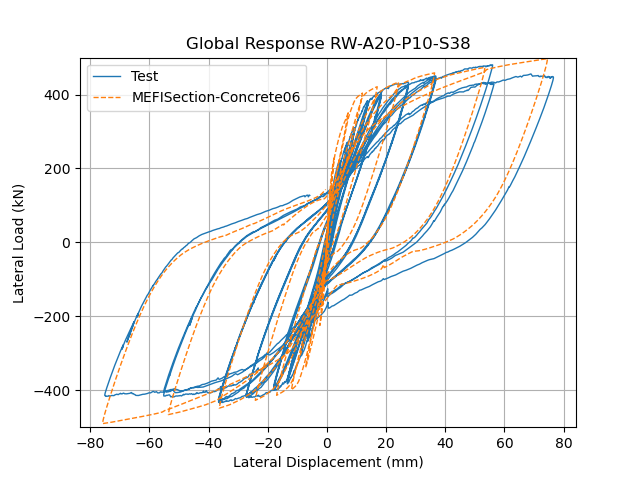 Global Response RW-A20-P10-S38
Test
MEFISection-Concrete06
Lateral Load (kN)
400
200
0
−200
−400
−80 −60 −40 −20 0 20 40 60 80
Lateral Displacement (mm)